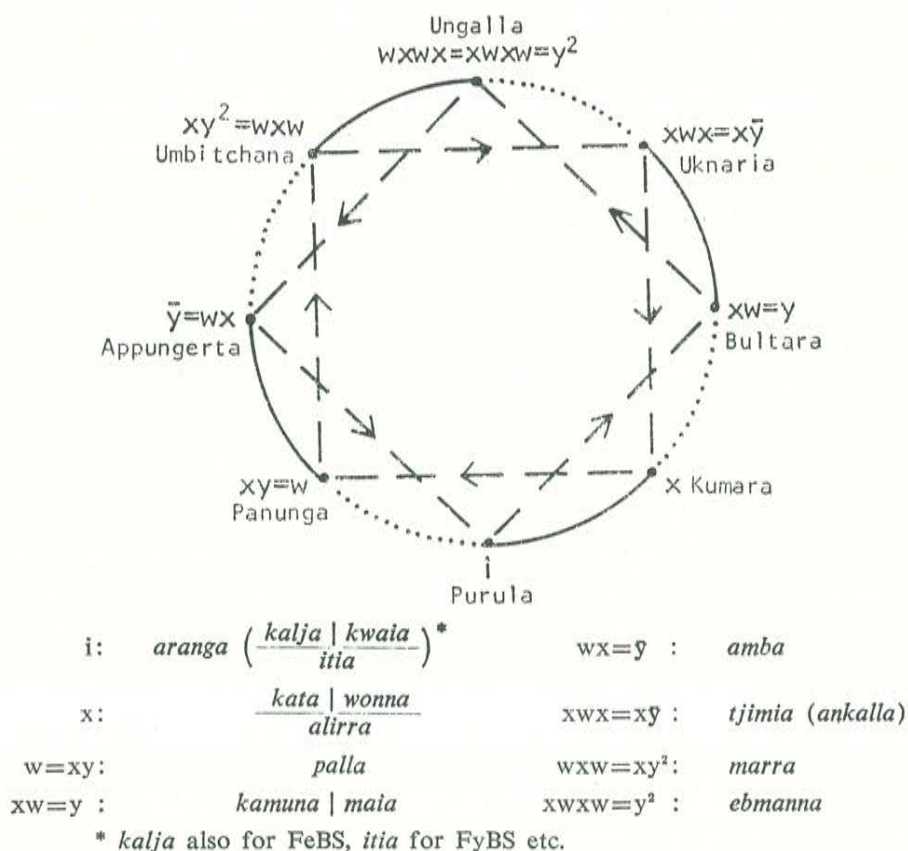 Ungalla
wxwx=xwxw=y²
xy²=wxw
Umbitchana
xwx=xȳ
Uknaria
ȳ=wx
Appungerta
xw=y
Bultara
xy=w
Panunga
x Kumara
i
Purula
i: aranga (kalja | kwaia / itia)* wx=ȳ : amba
x: kata | wonna / alirra xwx=xȳ : tjimia (ankalla)
w=xy: palla wxw=xy²: marra
xw=y : kamuna | maia xwxw=y² : ebmanna
* kalja also for FeBS, itia for FyBS etc.